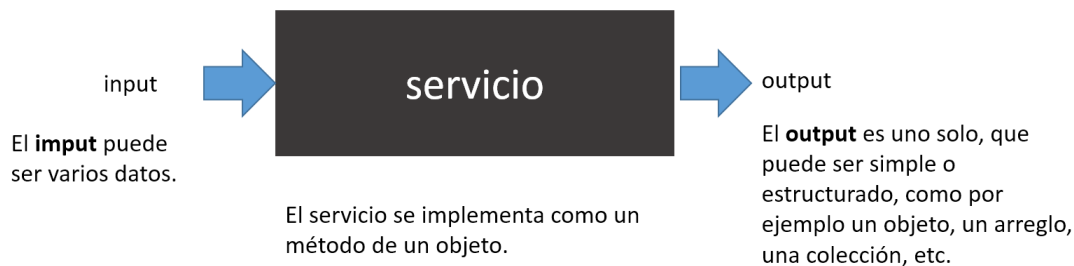 input
servicio
output
El imput puede
ser varios datos.
El servicio se implementa como un
método de un objeto.
El output es uno solo, que
puede ser simple o
estructurado, como por
ejemplo un objeto, un arreglo,
una colección, etc.